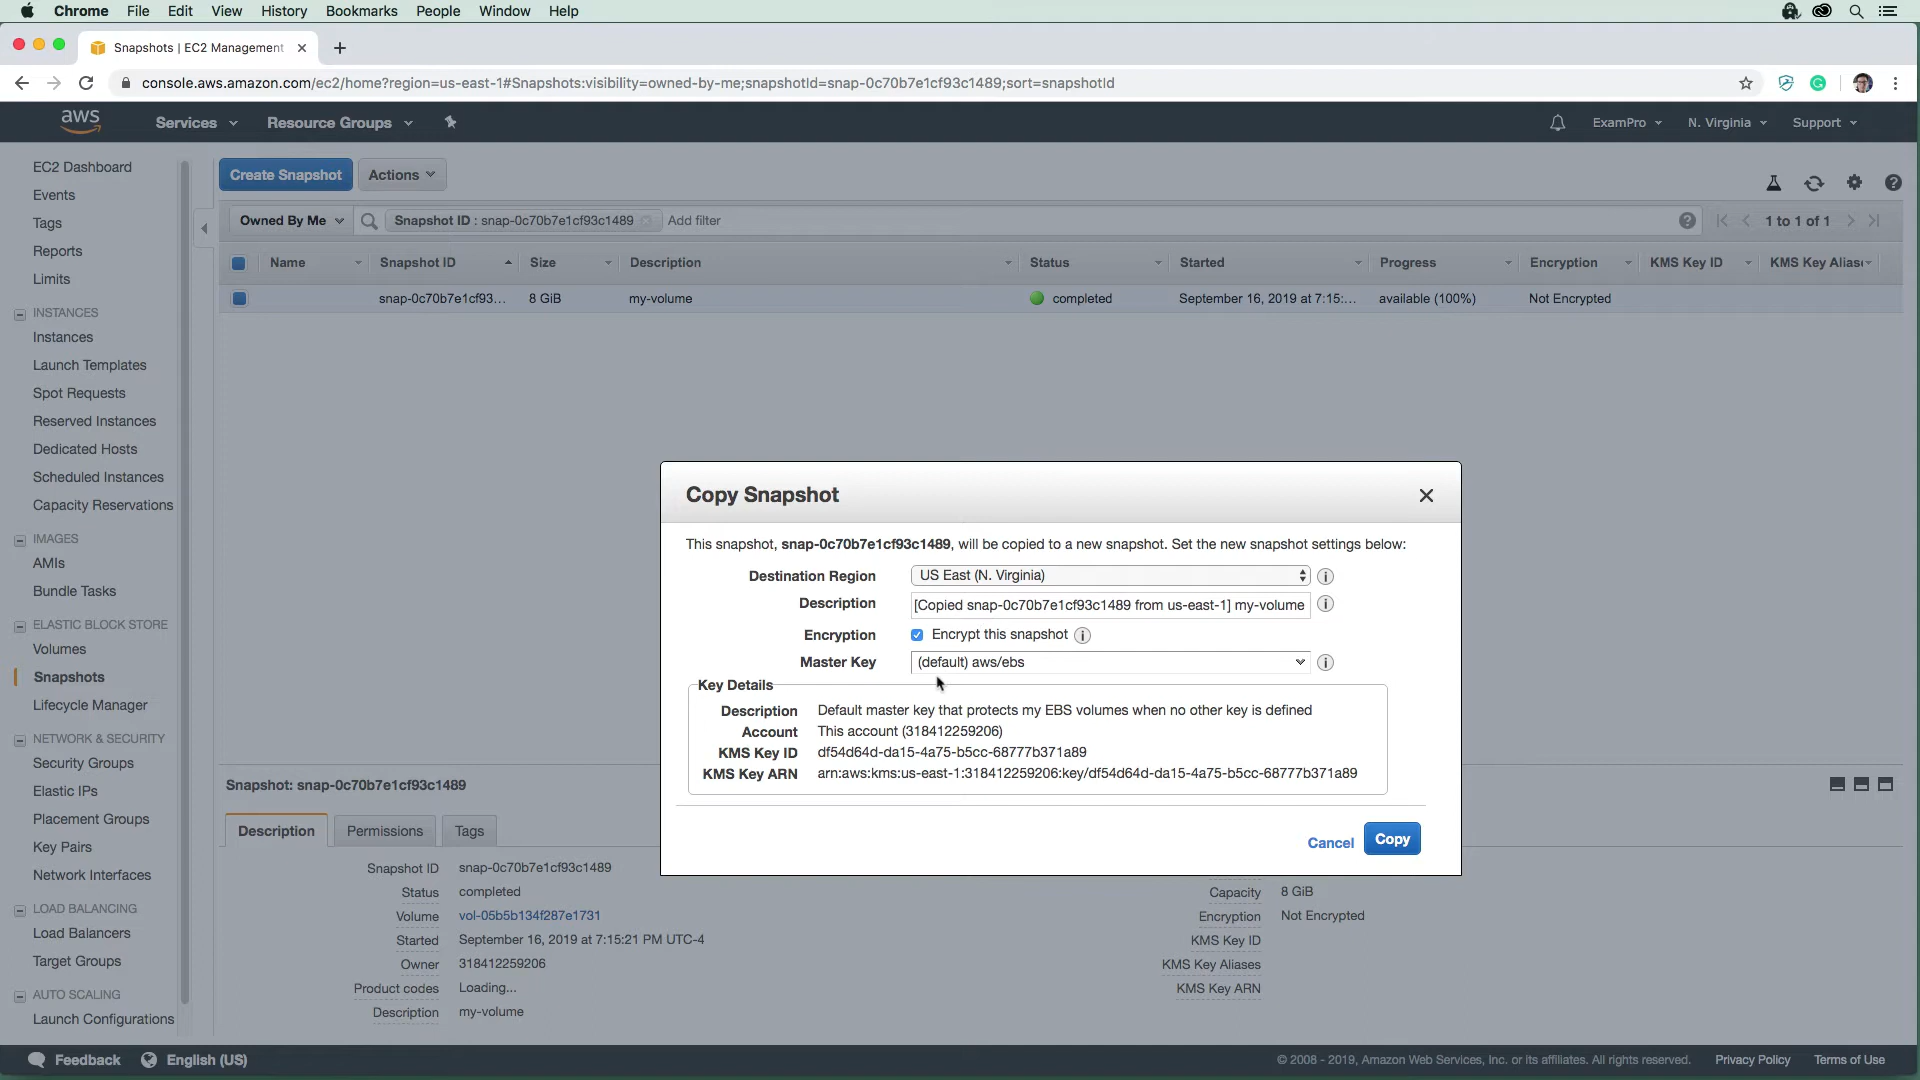 Chrome File Edit View History Bookmarks People Window Help
Snapshots | EC2 Management
console.aws.amazon.com/ec2/home?region=us-east-1#Snapshots:visibility=owned-by-me;snapshotId=snap-0c70b7e1cf93c1489;sort=snapshotId
aws Services Resource Groups ExamPro N. Virginia Support
EC2 Dashboard
Events
Tags
Reports
Limits
INSTANCES
Instances
Launch Templates
Spot Requests
Reserved Instances
Dedicated Hosts
Scheduled Instances
Capacity Reservations
IMAGES
AMIs
Bundle Tasks
ELASTIC BLOCK STORE
Volumes
Snapshots
Lifecycle Manager
NETWORK & SECURITY
Security Groups
Elastic IPs
Placement Groups
Key Pairs
Network Interfaces
LOAD BALANCING
Load Balancers
Target Groups
AUTO SCALING
Launch Configurations
Create Snapshot Actions
Owned By Me Snapshot ID : snap-0c70b7e1cf93c1489 Add filter 1 to 1 of 1
Name Snapshot ID Size Description Status Started Progress Encryption KMS Key ID KMS Key Alias
snap-0c70b7e1cf93... 8 GiB my-volume completed September 16, 2019 at 7:15:... available (100%) Not Encrypted
Copy Snapshot
This snapshot, snap-0c70b7e1cf93c1489, will be copied to a new snapshot. Set the new snapshot settings below:
Destination Region US East (N. Virginia)
Description [Copied snap-0c70b7e1cf93c1489 from us-east-1] my-volume
Encryption Encrypt this snapshot
Master Key (default) aws/ebs
Key Details
Description Default master key that protects my EBS volumes when no other key is defined
Account This account (318412259206)
KMS Key ID df54d64d-da15-4a75-b5cc-68777b371a89
KMS Key ARN arn:aws:kms:us-east-1:318412259206:key/df54d64d-da15-4a75-b5cc-68777b371a89
Cancel Copy
Snapshot: snap-0c70b7e1cf93c1489
Description Permissions Tags
Snapshot ID snap-0c70b7e1cf93c1489
Status completed Capacity 8 GiB
Volume vol-05b5b134f287e1731 Encryption Not Encrypted
Started September 16, 2019 at 7:15:21 PM UTC-4 KMS Key ID
Owner 318412259206 KMS Key Aliases
Product codes Loading... KMS Key ARN
Description my-volume
Feedback English (US) © 2008 - 2019, Amazon Web Services, Inc. or its affiliates. All rights reserved. Privacy Policy Terms of Use